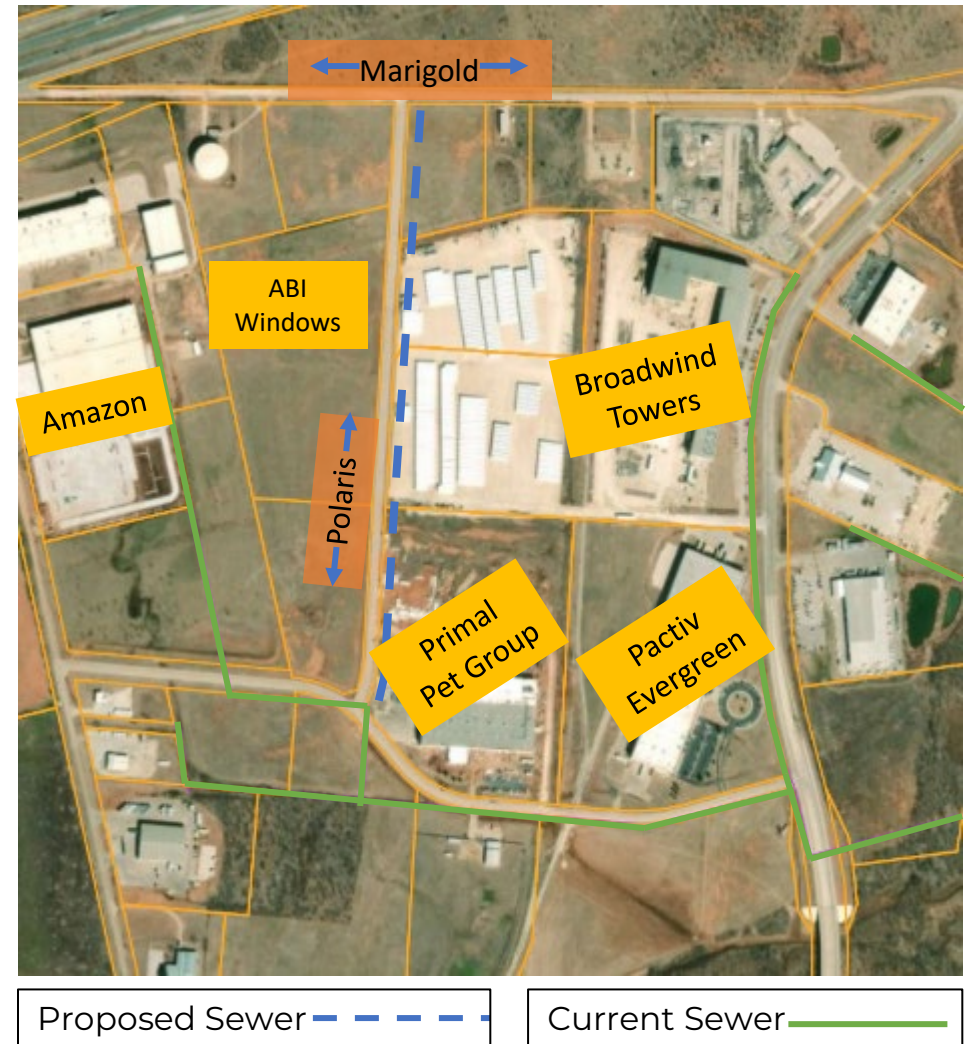 Marigold
ABI
Windows
Broadwind
Towers
Amazon
Polaris
Primal
Pet Group
Pactiv
Evergreen
Proposed Sewer
Current Sewer